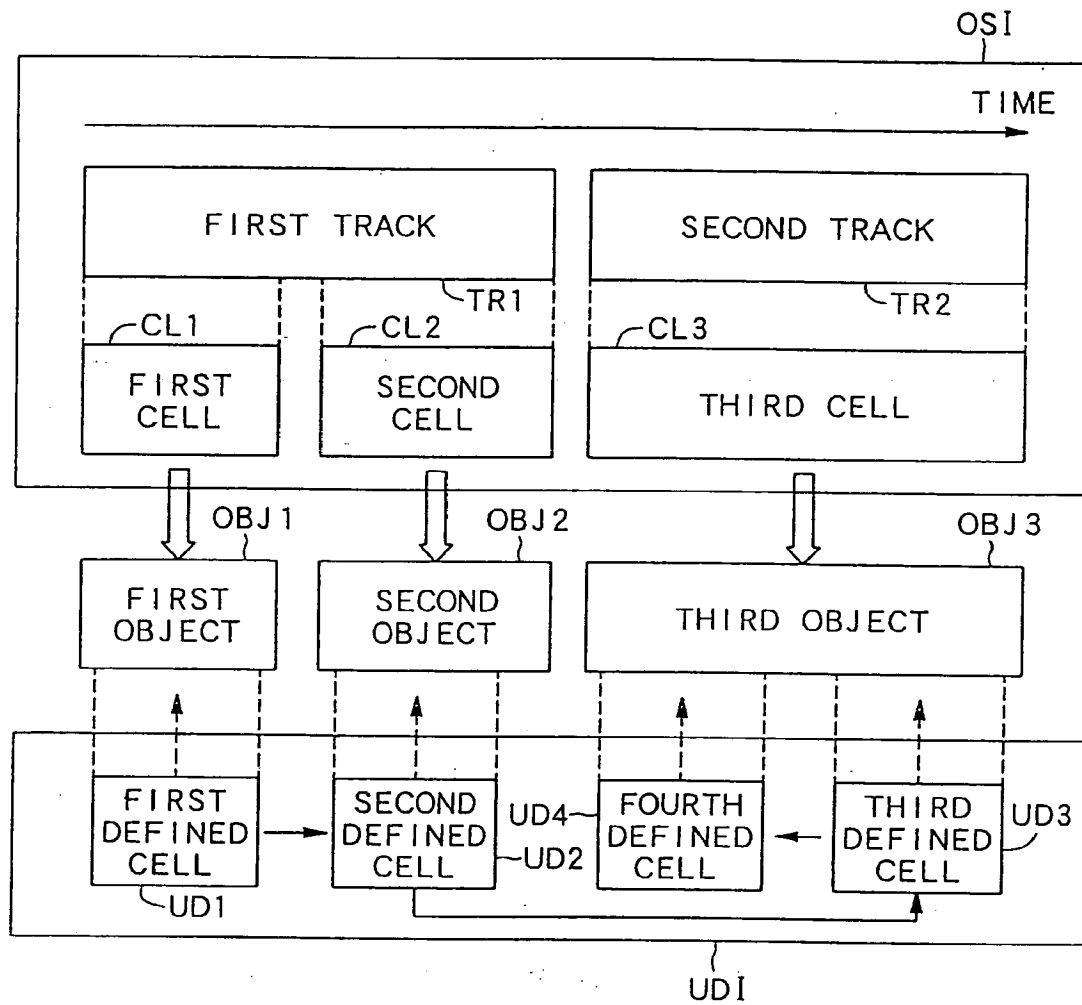 OSI
TIME
FIRST TRACK
SECOND TRACK
TR1
TR2
CL1
CL2
CL3
FIRST
CELL
SECOND
CELL
THIRD CELL
OBJ1
OBJ2
OBJ3
FIRST
OBJECT
SECOND
OBJECT
THIRD OBJECT
FIRST
DEFINED
CELL
SECOND
DEFINED
CELL
UD4
FOURTH
DEFINED
CELL
THIRD
DEFINED
CELL
UD3
UD2
UD1
UDI